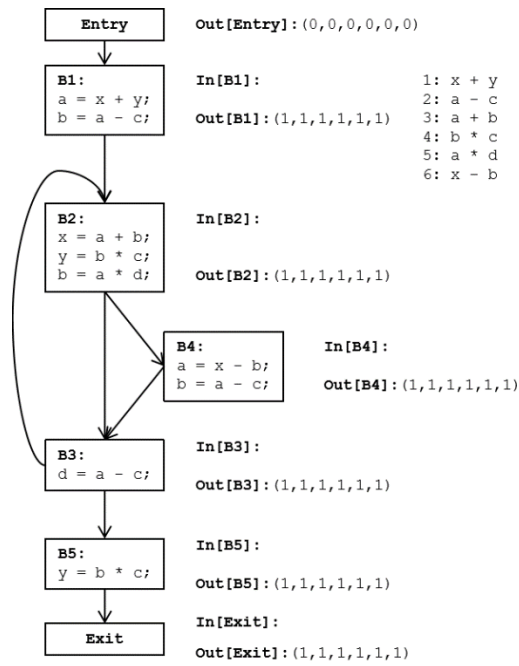 Entry Out[Entry]:(0,0,0,0,0,0)
B1: In[B1]: 1: x + y
a = x + y; 2: a - c
b = a - c; Out[B1]:(1,1,1,1,1,1) 3: a + b
4: b * c
5: a * d
6: x - b
B2: In[B2]:
x = a + b;
y = b * c;
b = a * d; Out[B2]:(1,1,1,1,1,1)
B4: In[B4]:
a = x - b;
b = a - c; Out[B4]:(1,1,1,1,1,1)
B3: In[B3]:
d = a - c;
Out[B3]:(1,1,1,1,1,1)
B5: In[B5]:
y = b * c;
Out[B5]:(1,1,1,1,1,1)
In[Exit]:
Exit
Out[Exit]:(1,1,1,1,1,1)